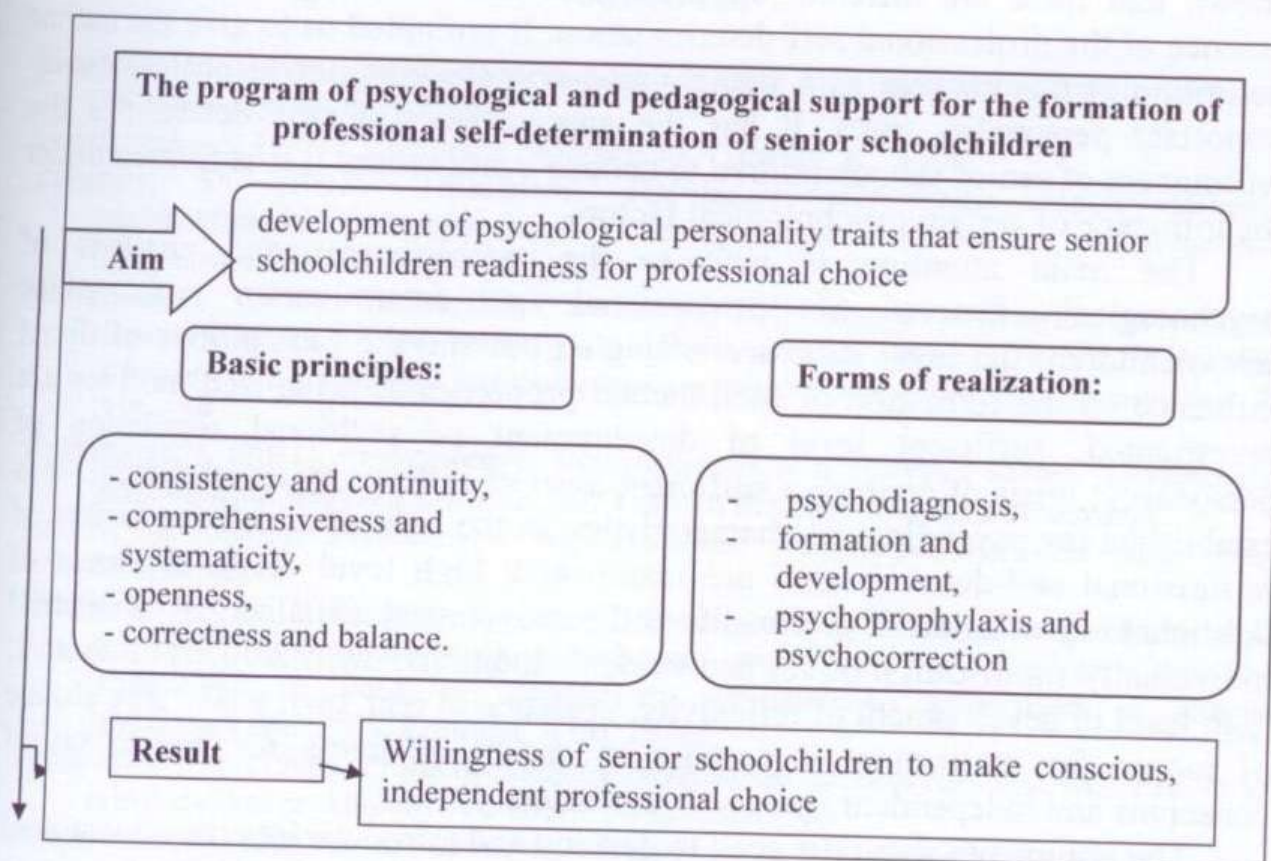 The program of psychological and pedagogical support for the formation of
professional self-determination of senior schoolchildren
Aim
development of psychological personality traits that ensure senior
schoolchildren readiness for professional choice
Basic principles:
Forms of realization:
- consistency and continuity,
- comprehensiveness and
systematicity,
- openness,
- correctness and balance.
- psychodiagnosis,
- formation and
development,
- psychoprophylaxis and
psychocorrection
Result
Willingness of senior schoolchildren to make conscious,
independent professional choice